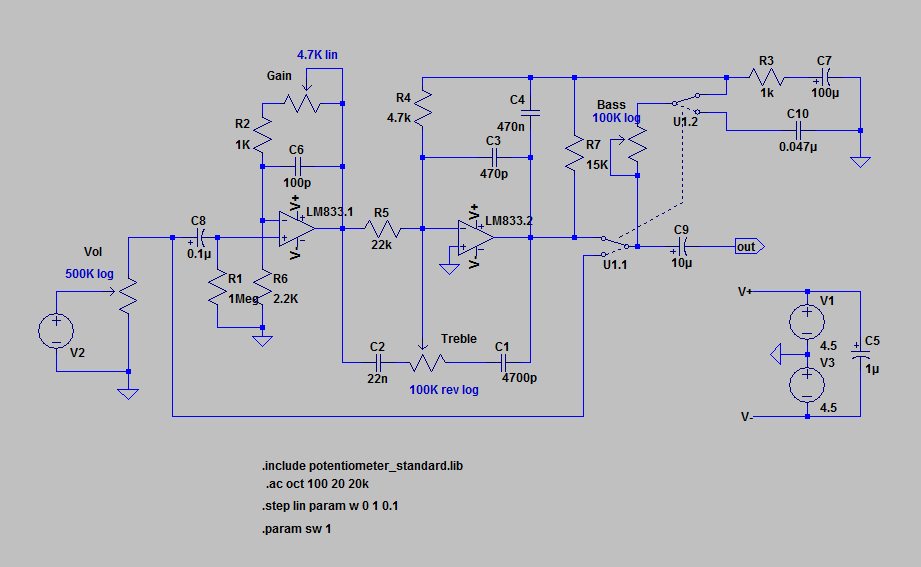 4.7K lin
Gain
R2
1K
C6
100p
V+
LM833.1
V-
R5
22k
C8
0.1µ
Vol
500K log
R1
1Meg
R6
2.2K
V2
R4
4.7k
C4
470n
C3
470p
V+
LM833.2
V-
R7
15K
Bass
100K log
U1.2
R3
1k
C7
100µ
C10
0.047µ
U1.1
C9
10µ
out
C2
22n
Treble
100K rev log
C1
4700p
V+
V1
4.5
C5
1µ
V3
4.5
V-
.include potentiometer_standard.lib
.ac oct 100 20 20k
.step lin param w 0 1 0.1
.param sw 1